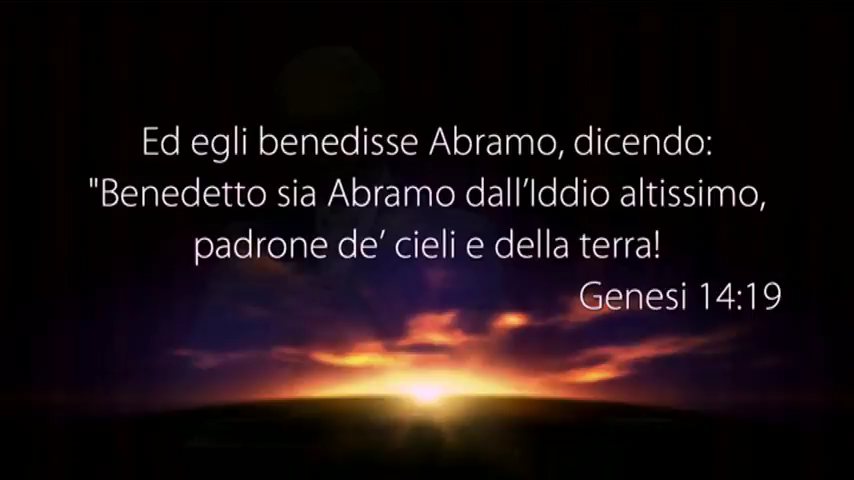 Ed egli benedisse Abramo, dicendo:
"Benedetto sia Abramo dall’Iddio altissimo,
padrone de’ cieli e della terra!
Genesi 14:19